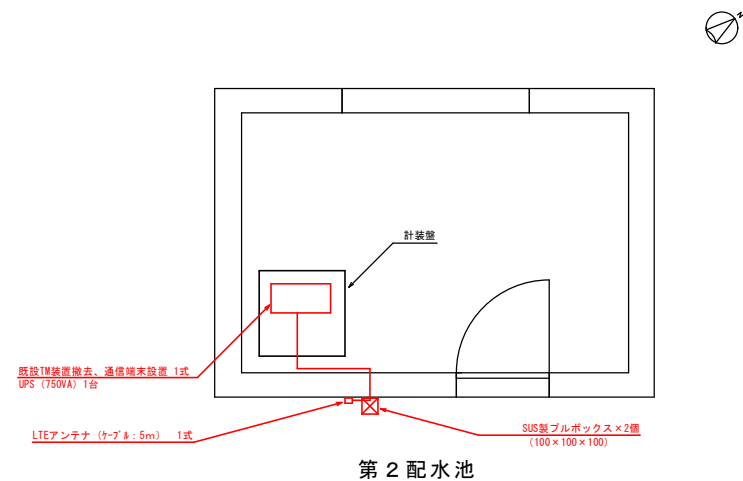 N
計装盤
既設TM装置撤去、通信端末設置 1式
UPS (750VA) 1台
LTEアンテナ (ｹｰﾌﾞﾙ:5m) 1式
SUS製プルボックス×2個
(100×100×100)
第2配水池